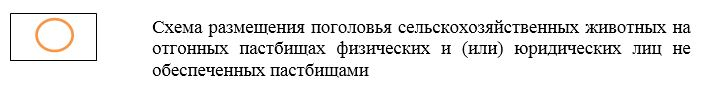 Схема размещения поголовья сельскохозяйственных животных на
отгонных пастбищах физических и (или) юридических лиц не
обеспеченных пастбищами